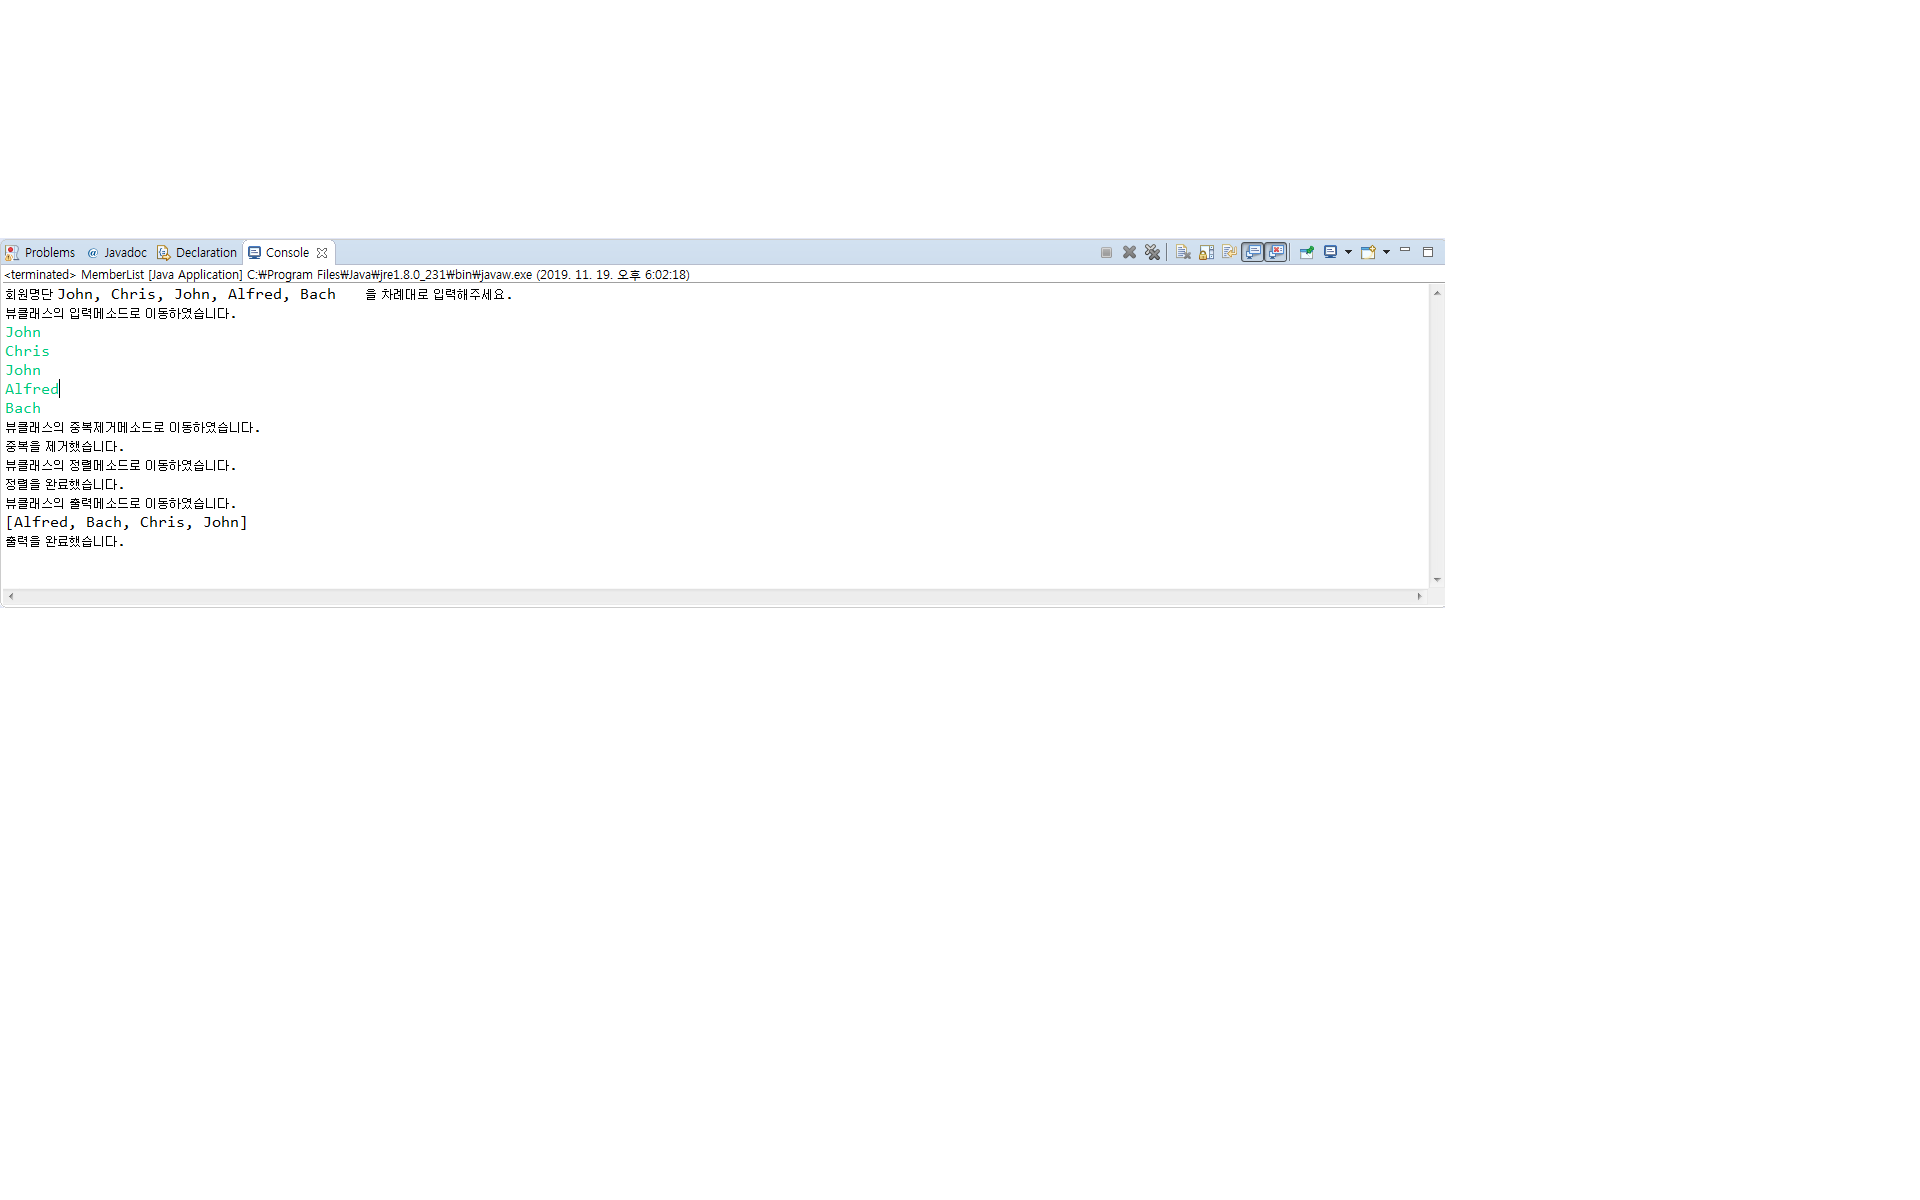 Problems @ Javadoc Declaration Console
<terminated> MemberList [Java Application] C:₩Program Files₩Java₩jre1.8.0_231₩bin₩javaw.exe (2019. 11. 19. 오후 6:02:18)
회원명단 John, Chris, John, Alfred, Bach 을 차례대로 입력해주세요.
뷰클래스의 입력메소드로 이동하였습니다.
John
Chris
John
Alfred
Bach
뷰클래스의 중복제거메소드로 이동하였습니다.
중복을 제거했습니다.
뷰클래스의 정렬메소드로 이동하였습니다.
정렬을 완료했습니다.
뷰클래스의 출력메소드로 이동하였습니다.
[Alfred, Bach, Chris, John]
출력을 완료했습니다.